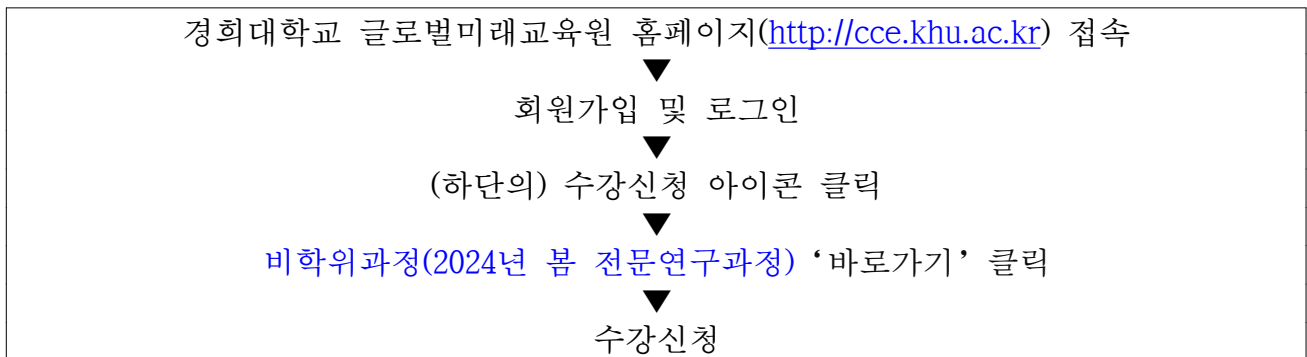 경희대학교 글로벌미래교육원 홈페이지(http://cce.khu.ac.kr) 접속
▼
회원가입 및 로그인
▼
(하단의) 수강신청 아이콘 클릭
▼
비학위과정(2024년 봄 전문연구과정) ‘바로가기’ 클릭
▼
수강신청